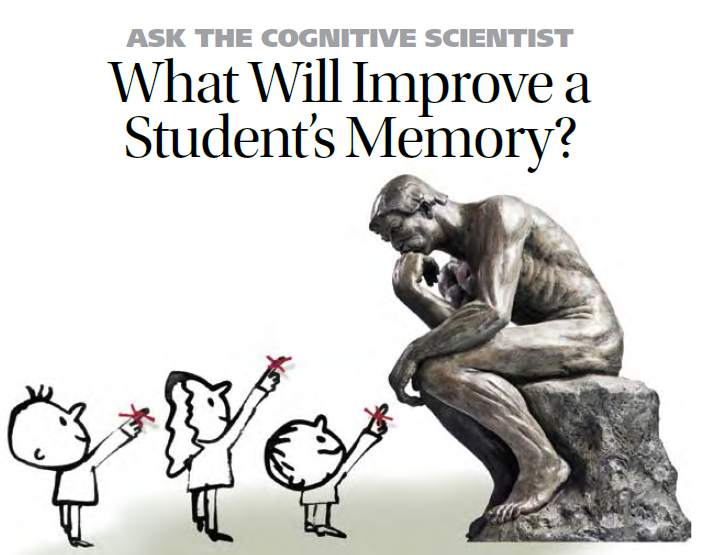 ASK THE COGNITIVE SCIENTIST
What Will Improve a
Student’s Memory?